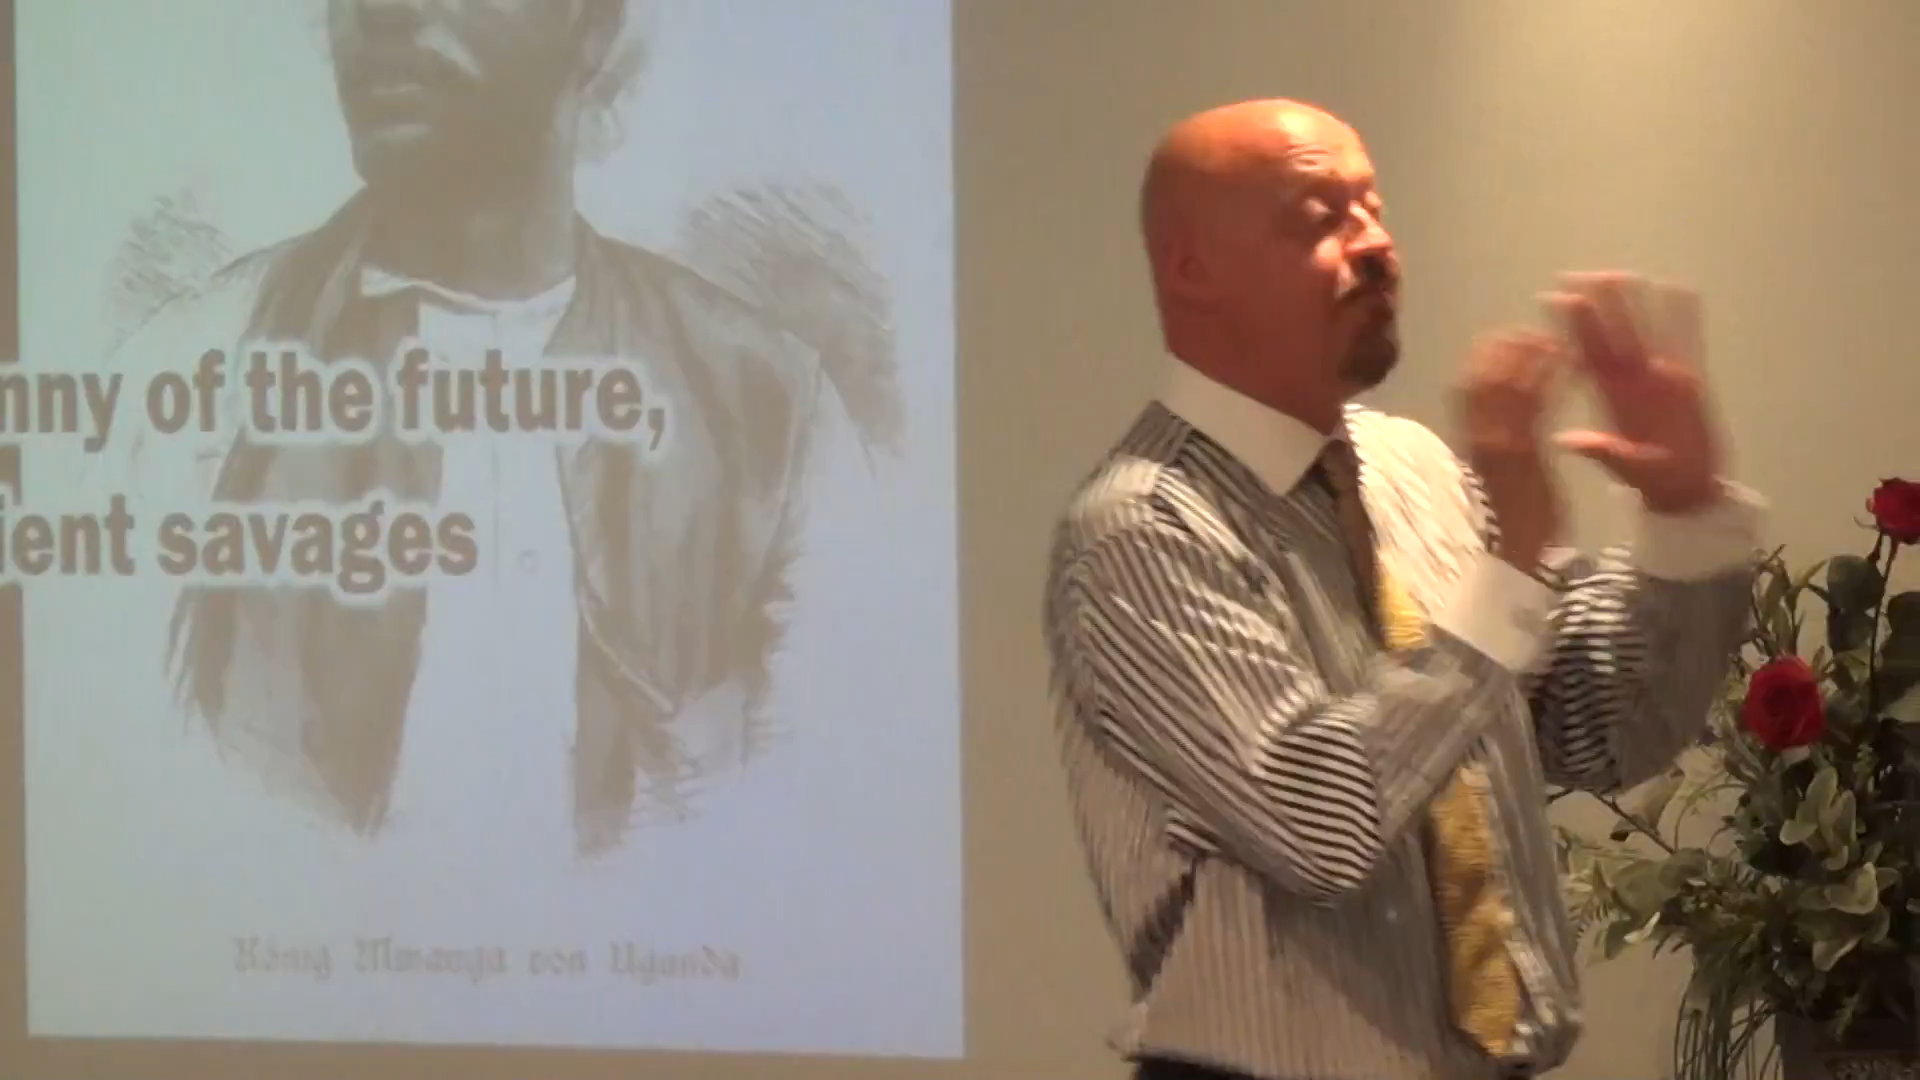 nny of the future,
ient savages
König Mwanga von Uganda